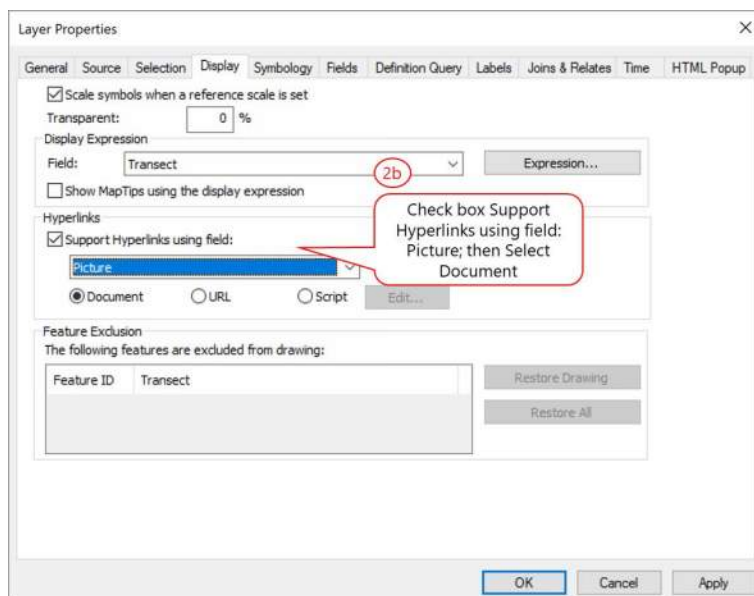 Layer Properties
General Source Selection Display Symbology Fields Definition Query Labels Joins & Relates Time HTML Popup
Scale symbols when a reference scale is set
Transparent: 0 %
Display Expression
Field: Transect Expression...
2b
Show MapTips using the display expression
Check box Support
Hyperlinks using field:
Picture; then Select
Document
Hyperlinks
Support Hyperlinks using field:
Picture
Document URL Script Edit...
Feature Exclusion
The following features are excluded from drawing:
Feature ID Transect
Restore Drawing
Restore All
OK Cancel Apply